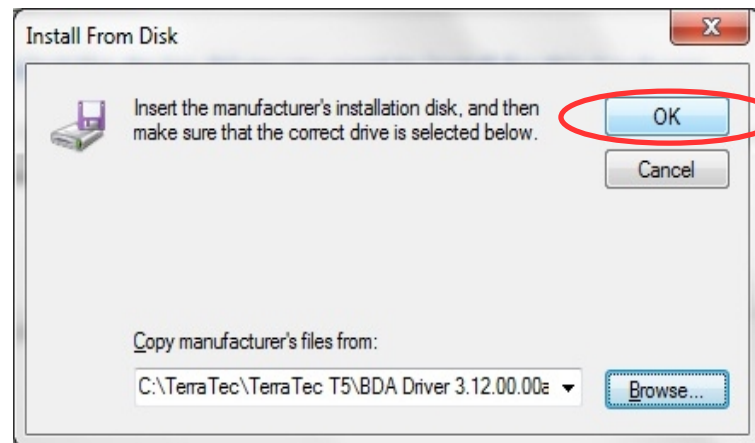 Install From Disk
Insert the manufacturer's installation disk, and then
make sure that the correct drive is selected below.
OK
Cancel
Copy manufacturer's files from:
C:\TerraTec\TerraTec T5\BDA Driver 3.12.00.00a
Browse...